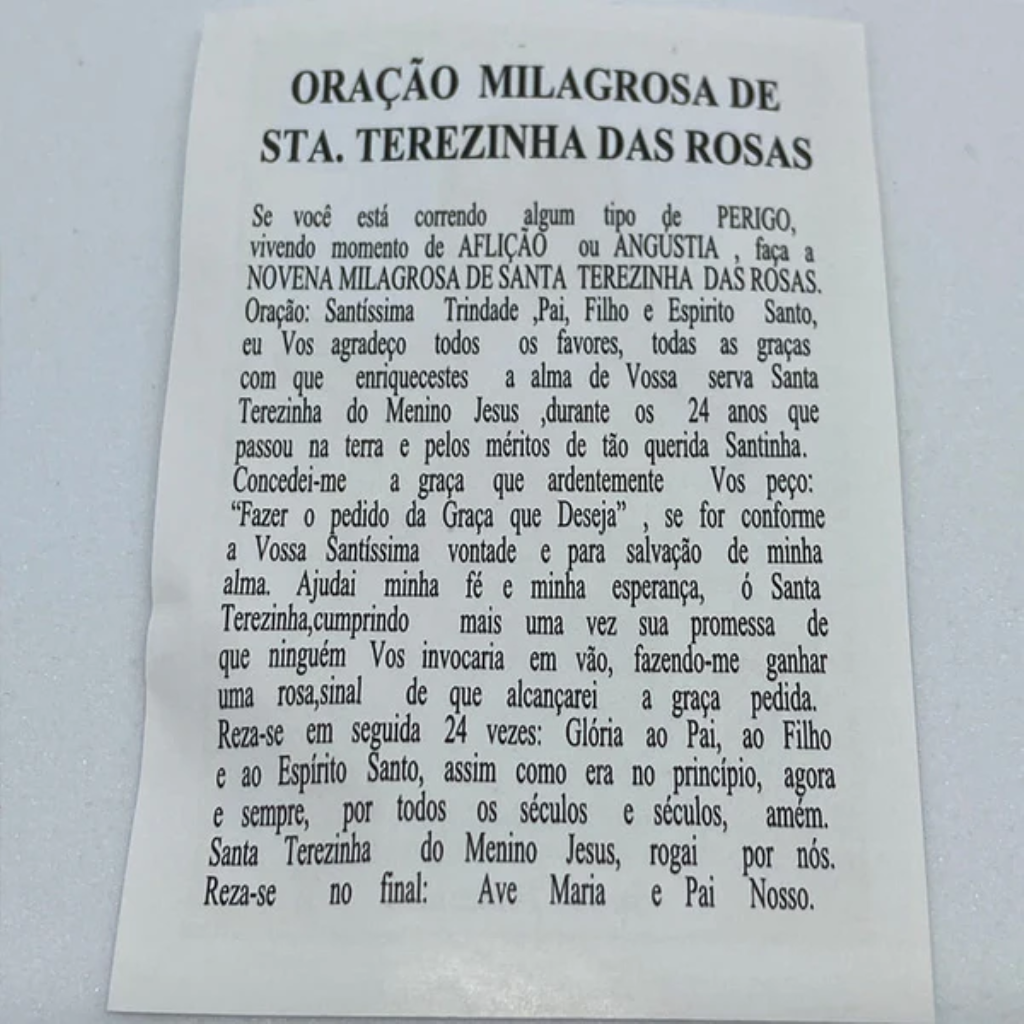 ORAÇÃO MILAGROSA DE
STA. TEREZINHA DAS ROSAS
Se você está correndo algum tipo de PERIGO,
vivendo momento de AFLIÇÃO ou ANGUSTIA , faça a
NOVENA MILAGROSA DE SANTA TEREZINHA DAS ROSAS.
Oração: Santíssima Trindade ,Pai, Filho e Espirito Santo,
eu Vos agradeço todos os favores, todas as graças
com que enriquecestes a alma de Vossa serva Santa
Terezinha do Menino Jesus ,durante os 24 anos que
passou na terra e pelos méritos de tão querida Santinha.
Concedei-me a graça que ardentemente Vos peço:
“Fazer o pedido da Graça que Deseja” , se for conforme
a Vossa Santíssima vontade e para salvação de minha
alma. Ajudai minha fé e minha esperança, ó Santa
Terezinha,cumprindo mais uma vez sua promessa de
que ninguém Vos invocaria em vão, fazendo-me ganhar
uma rosa,sinal de que alcançarei a graça pedida.
Reza-se em seguida 24 vezes: Glória ao Pai, ao Filho
e ao Espírito Santo, assim como era no princípio, agora
e sempre, por todos os séculos e séculos, amém.
Santa Terezinha do Menino Jesus, rogai por nós.
Reza-se no final: Ave Maria e Pai Nosso.